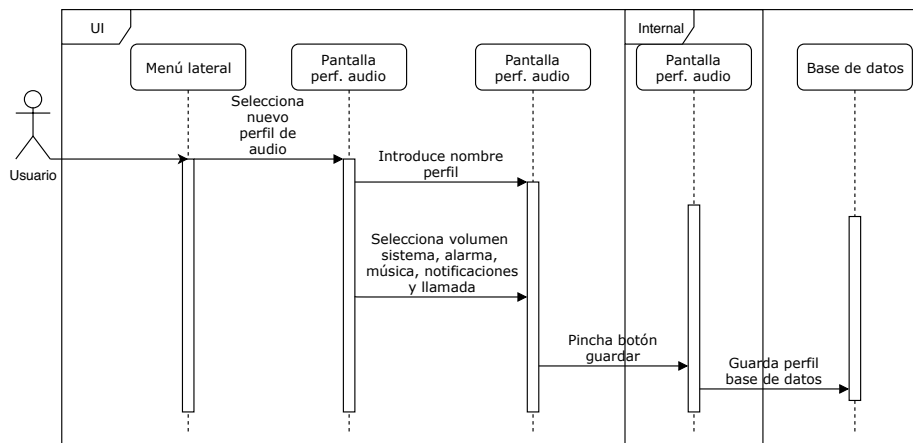 UI
Internal
Menú lateral
Pantalla
perf. audio
Pantalla
perf. audio
Pantalla
perf. audio
Base de datos
Usuario
Selecciona
nuevo
perfil de
audio
Introduce nombre
perfil
Selecciona volumen
sistema, alarma,
música, notificaciones
y llamada
Pincha botón
guardar
Guarda perfil
base de datos